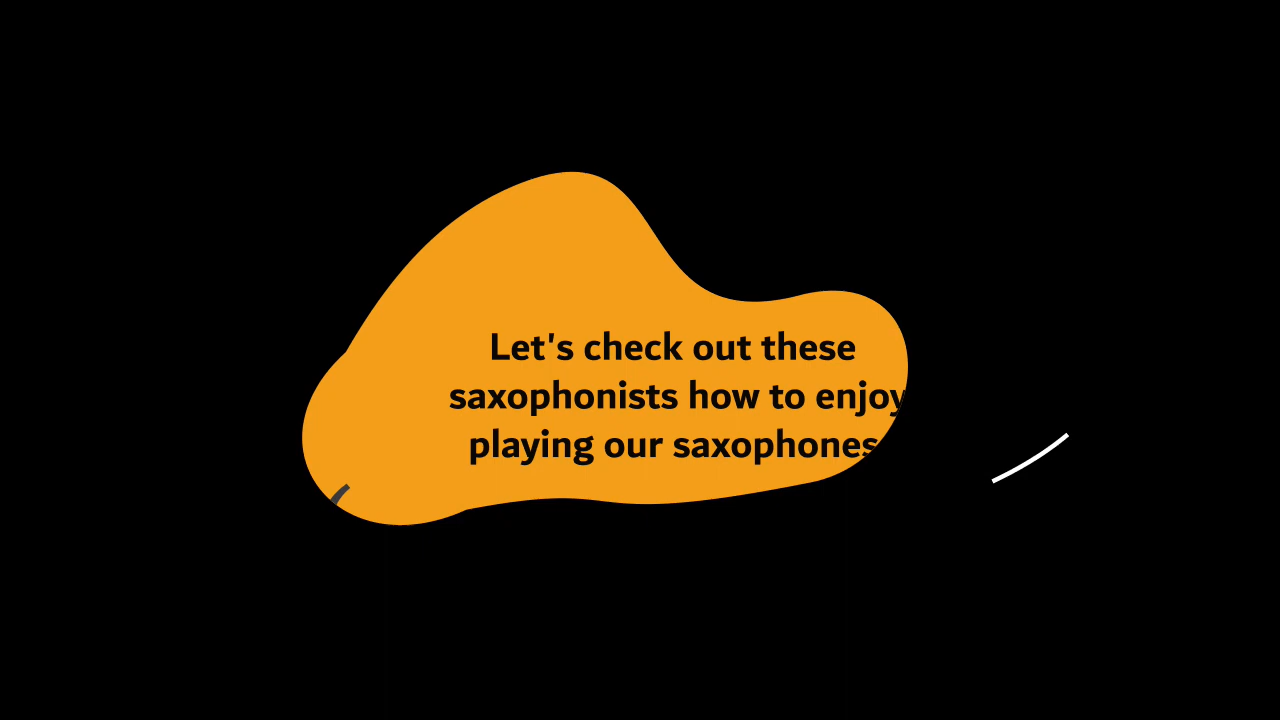 Let's check out these
saxophonists how to enjoy
playing our saxophones